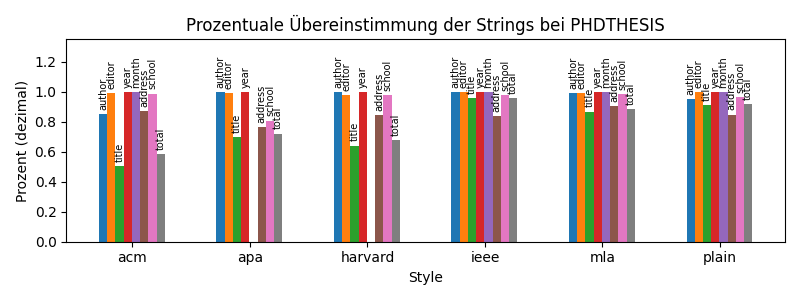 Prozentuale Übereinstimmung der Strings bei PHDTHESIS
Prozent (dezimal)
1.2
1.0
0.8
0.6
0.4
0.2
0.0
author editor title year month address school total
author editor title year address school total
author editor title year address school total
author editor title year month address school total
author editor title year month address school total
author editor title year month address school total
acm apa harvard ieee mla plain
Style